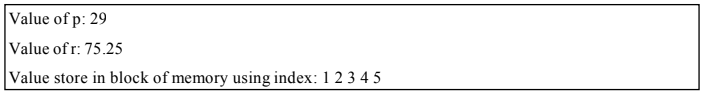 Value of p: 29
Value of r: 75.25
Value store in block of memory using index: 1 2 3 4 5